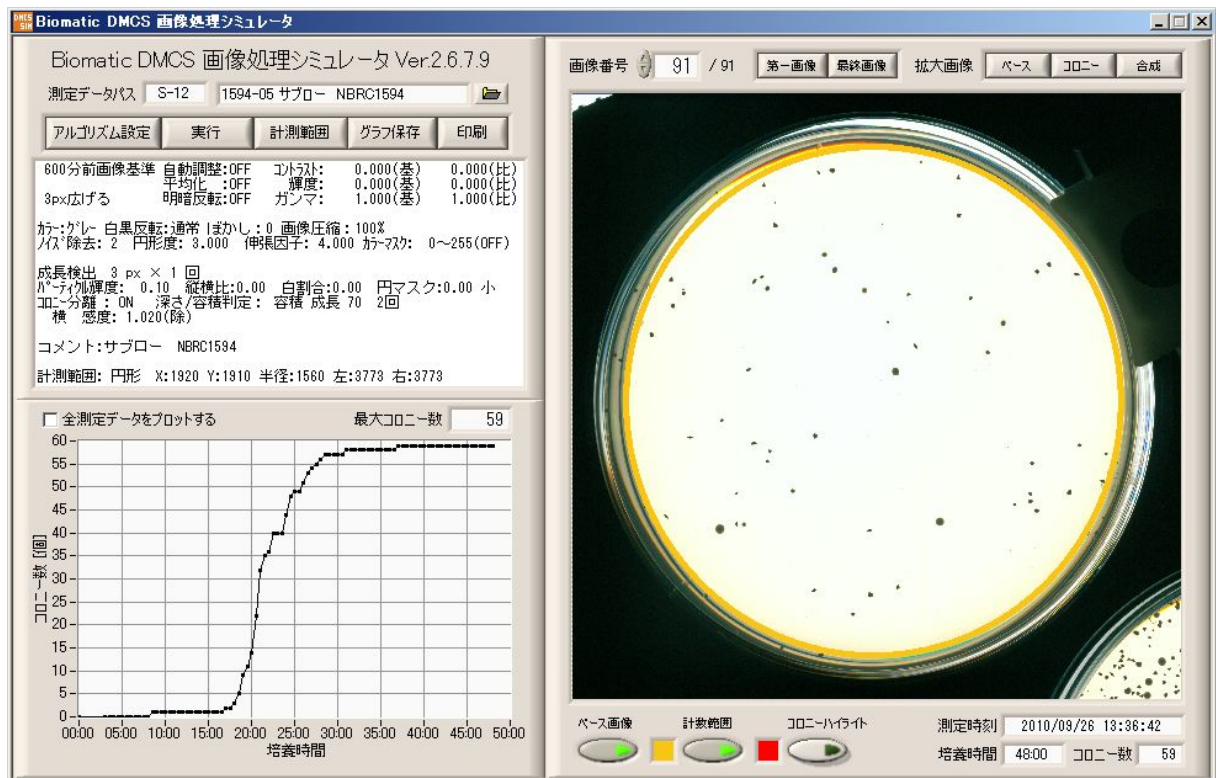 Biomatic DMCS 画像処理シミュレータ
Biomatic DMCS 画像処理シミュレータ Ver.2.6.7.9
測定データパス S-12 1594-05 サブロー NBRC1594
アルゴリズム設定 実行 計測範囲 グラフ保存 印刷
600分前画像基準 自動調整:OFF コントラスト: 0.000(基) 0.000(比)
平均化 :OFF 輝度: 0.000(基) 0.000(比)
3px広げる 明暗反転:OFF ガンマ: 1.000(基) 1.000(比)
カラー:グレー 白黒反転:通常 ぼかし:0 画像圧縮:100%
ノイズ除去: 2 円形度: 3.000 伸張因子: 4.000 カラーマスク: 0～255(OFF)
成長検出 3 px × 1 回
パーティクル輝度: 0.10 縦横比:0.00 白割合:0.00 円マスク:0.00 小
コロニー分離 : ON 深さ/容積判定: 容積 成長 70 2回
横 感度: 1.020(除)
コメント:サブロー NBRC1594
計測範囲: 円形 X:1920 Y:1910 半径:1560 左:3773 右:3773
全測定データをプロットする 最大コロニー数 59
60
55
50
45
40
35
30
25
20
15
10
5
0
コロニー数 [個]
00:00 05:00 10:00 15:00 20:00 25:00 30:00 35:00 40:00 45:00 50:00
培養時間
画像番号 91 / 91 第一画像 最終画像 拡大画像 ベース コロニー 合成
ベース画像 計数範囲 コロニーハイライト 測定時刻 2010/09/26 13:36:42
培養時間 48:00 コロニー数 59